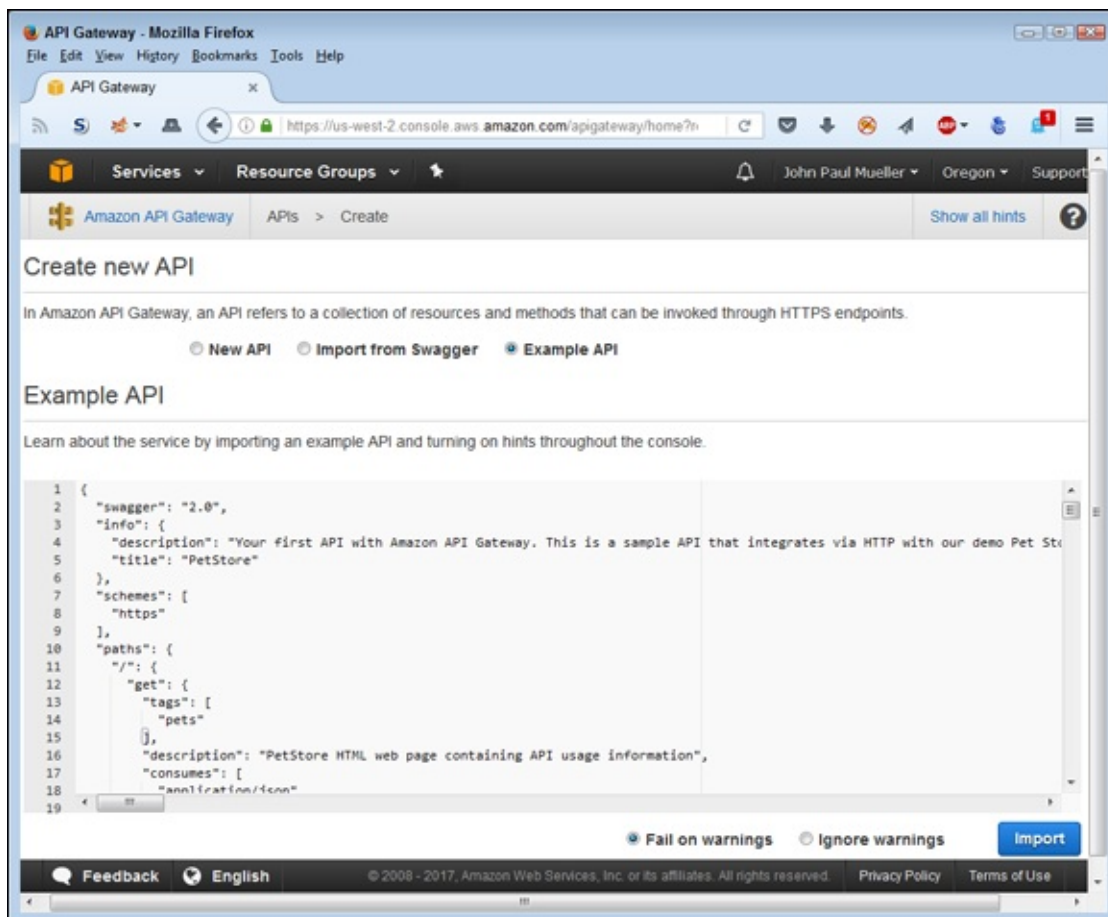 API Gateway - Mozilla Firefox
File Edit View History Bookmarks Tools Help
API Gateway
https://us-west-2.console.aws.amazon.com/apigateway/home?r
Services Resource Groups John Paul Mueller Oregon Support
Amazon API Gateway APIs > Create Show all hints
Create new API
In Amazon API Gateway, an API refers to a collection of resources and methods that can be invoked through HTTPS endpoints.
New API Import from Swagger Example API
Example API
Learn about the service by importing an example API and turning on hints throughout the console.
1 {
2 "swagger": "2.0",
3 "info": {
4 "description": "Your first API with Amazon API Gateway. This is a sample API that integrates via HTTP with our demo Pet Sto
5 "title": "PetStore"
6 },
7 "schemes": [
8 "https"
9 ],
10 "paths": {
11 "/": {
12 "get": {
13 "tags": [
14 "pets"
15 ],
16 "description": "PetStore HTML web page containing API usage information",
17 "consumes": [
18 "application/json"
19
Fail on warnings Ignore warnings Import
Feedback English © 2008 - 2017, Amazon Web Services, Inc. or its affiliates. All rights reserved. Privacy Policy Terms of Use